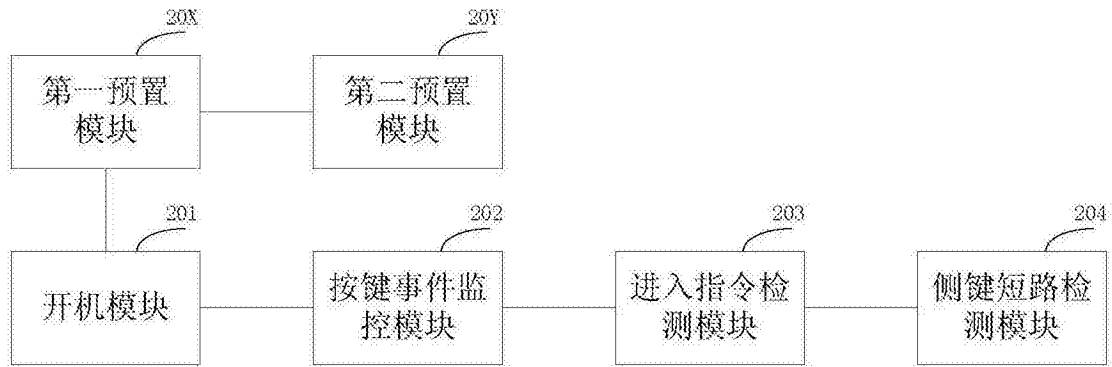 20X
20Y
第一预置
模块
第二预置
模块
201
202
203
204
开机模块
按键事件监
控模块
进入指令检
测模块
侧键短路检
测模块